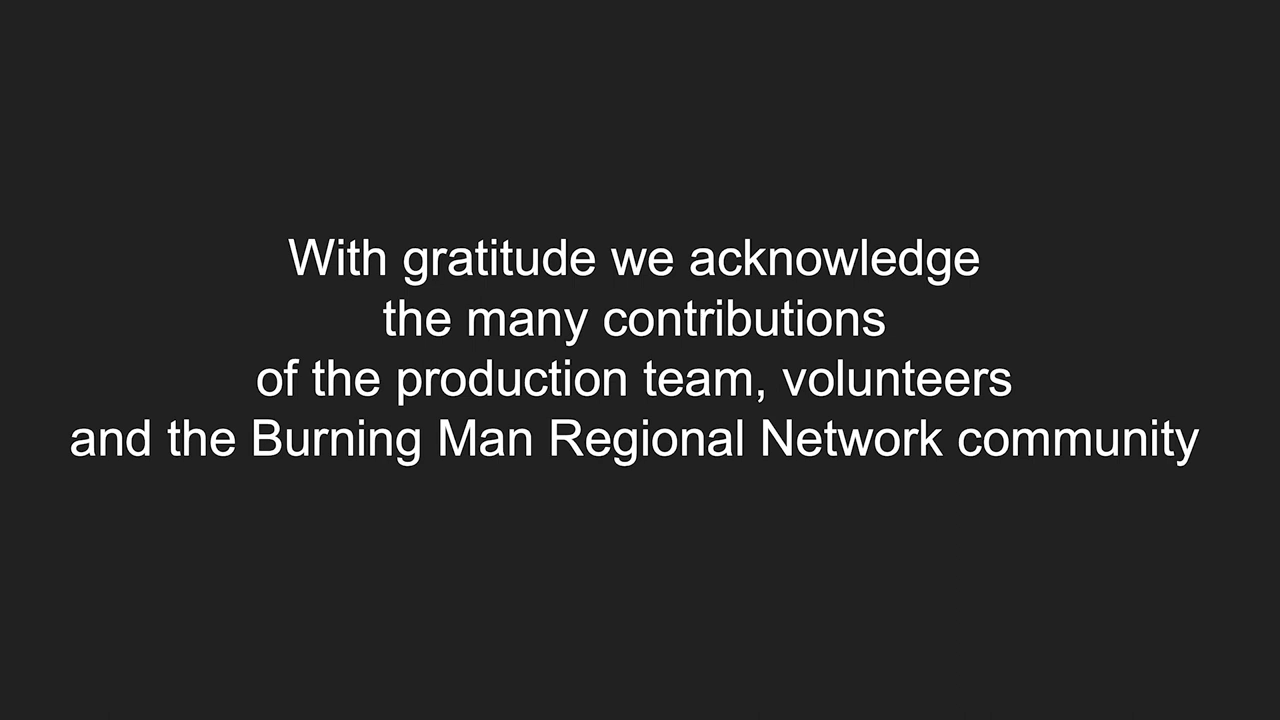 With gratitude we acknowledge
the many contributions
of the production team, volunteers
and the Burning Man Regional Network community